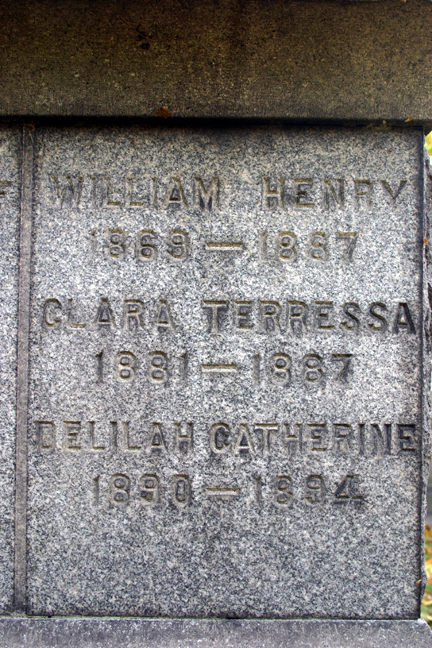 WILLIAM HENRY
1869 — 1887
CLARA TERRESSA
1881 — 1887
DELILAH CATHERINE
1890 — 1894